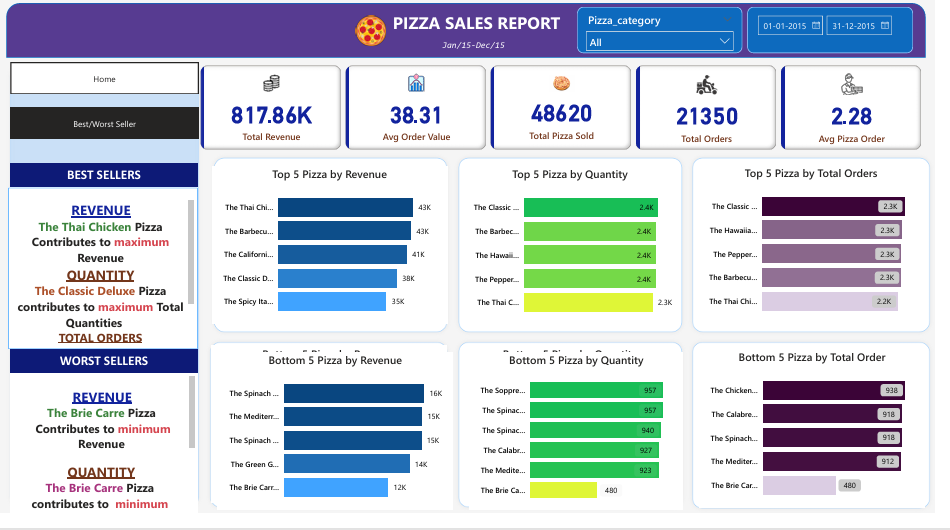 PIZZA SALES REPORT
Jan/15-Dec/15
Pizza_category
All
01-01-2015
31-12-2015
Home
Best/Worst Seller
817.86K
Total Revenue
38.31
Avg Order Value
48620
Total Pizza Sold
21350
Total Orders
2.28
Avg Pizza Order
BEST SELLERS
REVENUE
The Thai Chicken Pizza
Contributes to maximum
Revenue
QUANTITY
The Classic Deluxe Pizza
contributes to maximum Total
Quantities
TOTAL ORDERS
WORST SELLERS
REVENUE
The Brie Carre Pizza
Contributes to minimum
Revenue
QUANTITY
The Brie Carre Pizza
contributes to minimum
Top 5 Pizza by Revenue
The Thai Chi... 43K
The Barbecu... 43K
The Californi... 41K
The Classic D... 38K
The Spicy Ita... 35K
Top 5 Pizza by Quantity
The Classic ... 2.4K
The Barbec... 2.4K
The Hawaii... 2.4K
The Pepper... 2.4K
The Thai C... 2.3K
Top 5 Pizza by Total Orders
The Classic ... 2.3K
The Hawaiia... 2.3K
The Pepper... 2.3K
The Barbecu... 2.3K
The Thai Chi... 2.2K
Bottom 5 Pizza by Revenue
The Spinach ... 16K
The Mediterr... 15K
The Spinach ... 15K
The Green G... 14K
The Brie Carr... 12K
Bottom 5 Pizza by Quantity
The Soppre... 957
The Spinac... 957
The Spinac... 940
The Calabr... 927
The Medite... 923
The Brie Ca... 480
Bottom 5 Pizza by Total Order
The Chicken... 938
The Calabre... 918
The Spinach... 918
The Mediter... 912
The Brie Car... 480